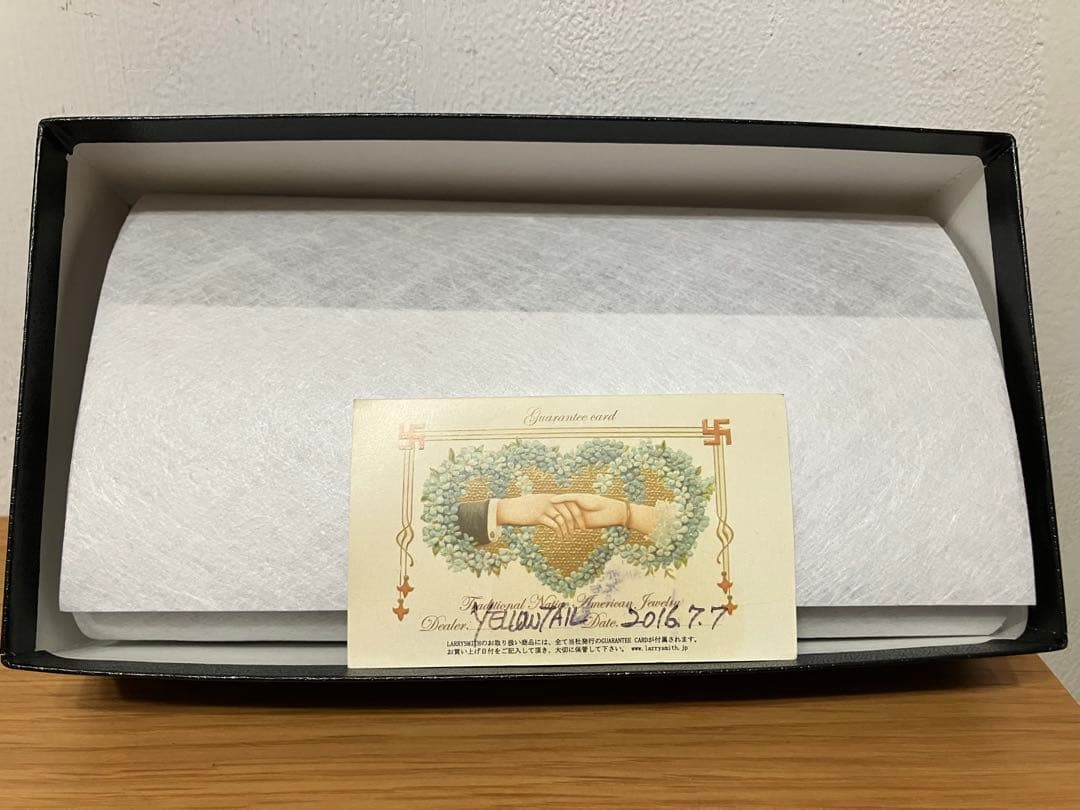 Guarantee card
Traditional Native American Jewelry
Dealer. YELLOWTAIL Date. 2016.7.7
LARRYSMITHのお取り扱い商品には、全て当社発行のGUARANTEE CARDが付属されます。
お買い上げ日付をご記入して頂き、大切に保管して下さい。 www.larrysmith.jp